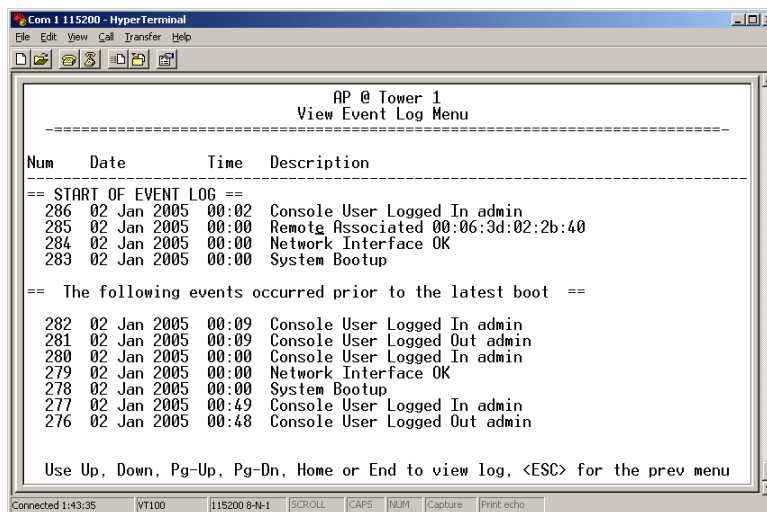 Com 1 115200 - HyperTerminal
File Edit View Call Transfer Help
AP @ Tower 1
View Event Log Menu
-==========================================================================-
Num Date Time Description
--------------------------------------------------------------------------------
== START OF EVENT LOG ==
286 02 Jan 2005 00:02 Console User Logged In admin
285 02 Jan 2005 00:00 Remote Associated 00:06:3d:02:2b:40
284 02 Jan 2005 00:00 Network Interface OK
283 02 Jan 2005 00:00 System Bootup
== The following events occurred prior to the latest boot ==
282 02 Jan 2005 00:09 Console User Logged In admin
281 02 Jan 2005 00:09 Console User Logged Out admin
280 02 Jan 2005 00:00 Console User Logged In admin
279 02 Jan 2005 00:00 Network Interface OK
278 02 Jan 2005 00:00 System Bootup
277 02 Jan 2005 00:49 Console User Logged In admin
276 02 Jan 2005 00:48 Console User Logged Out admin
Use Up, Down, Pg-Up, Pg-Dn, Home or End to view log, <ESC> for the prev menu
Connected 1:43:35 VT100 115200 8-N-1 SCROLL CAPS NUM Capture Print echo